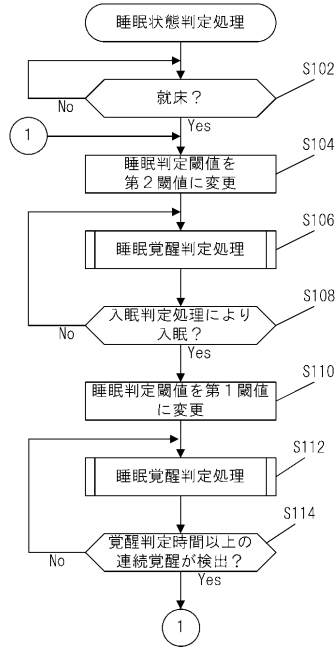 睡眠状態判定処理
S102
就床？
No
Yes
1
S104
睡眠判定閾値を
第２閾値に変更
S106
睡眠覚醒判定処理
S108
入眠判定処理により
入眠？
No
Yes
S110
睡眠判定閾値を第１閾値
に変更
S112
睡眠覚醒判定処理
S114
覚醒判定時間以上の
連続覚醒が検出？
No
Yes
1